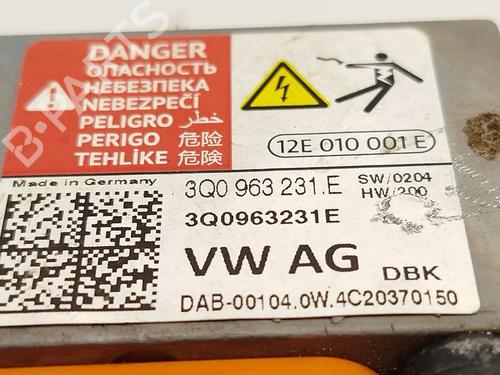 DANGER
ОПАСНОСТЬ
НЕБЕЗПЕКА
NEBEZPEČÍ
PELIGRO خطر
PERIGO 危险
TEHLİKE 危険
12E 010 001 E
Made in Germany
3Q0 963 231.E
SW/0204
HW/200
3Q0963231E
VW AG
DBK
DAB-00104.0W.4C20370150
B-PARTS